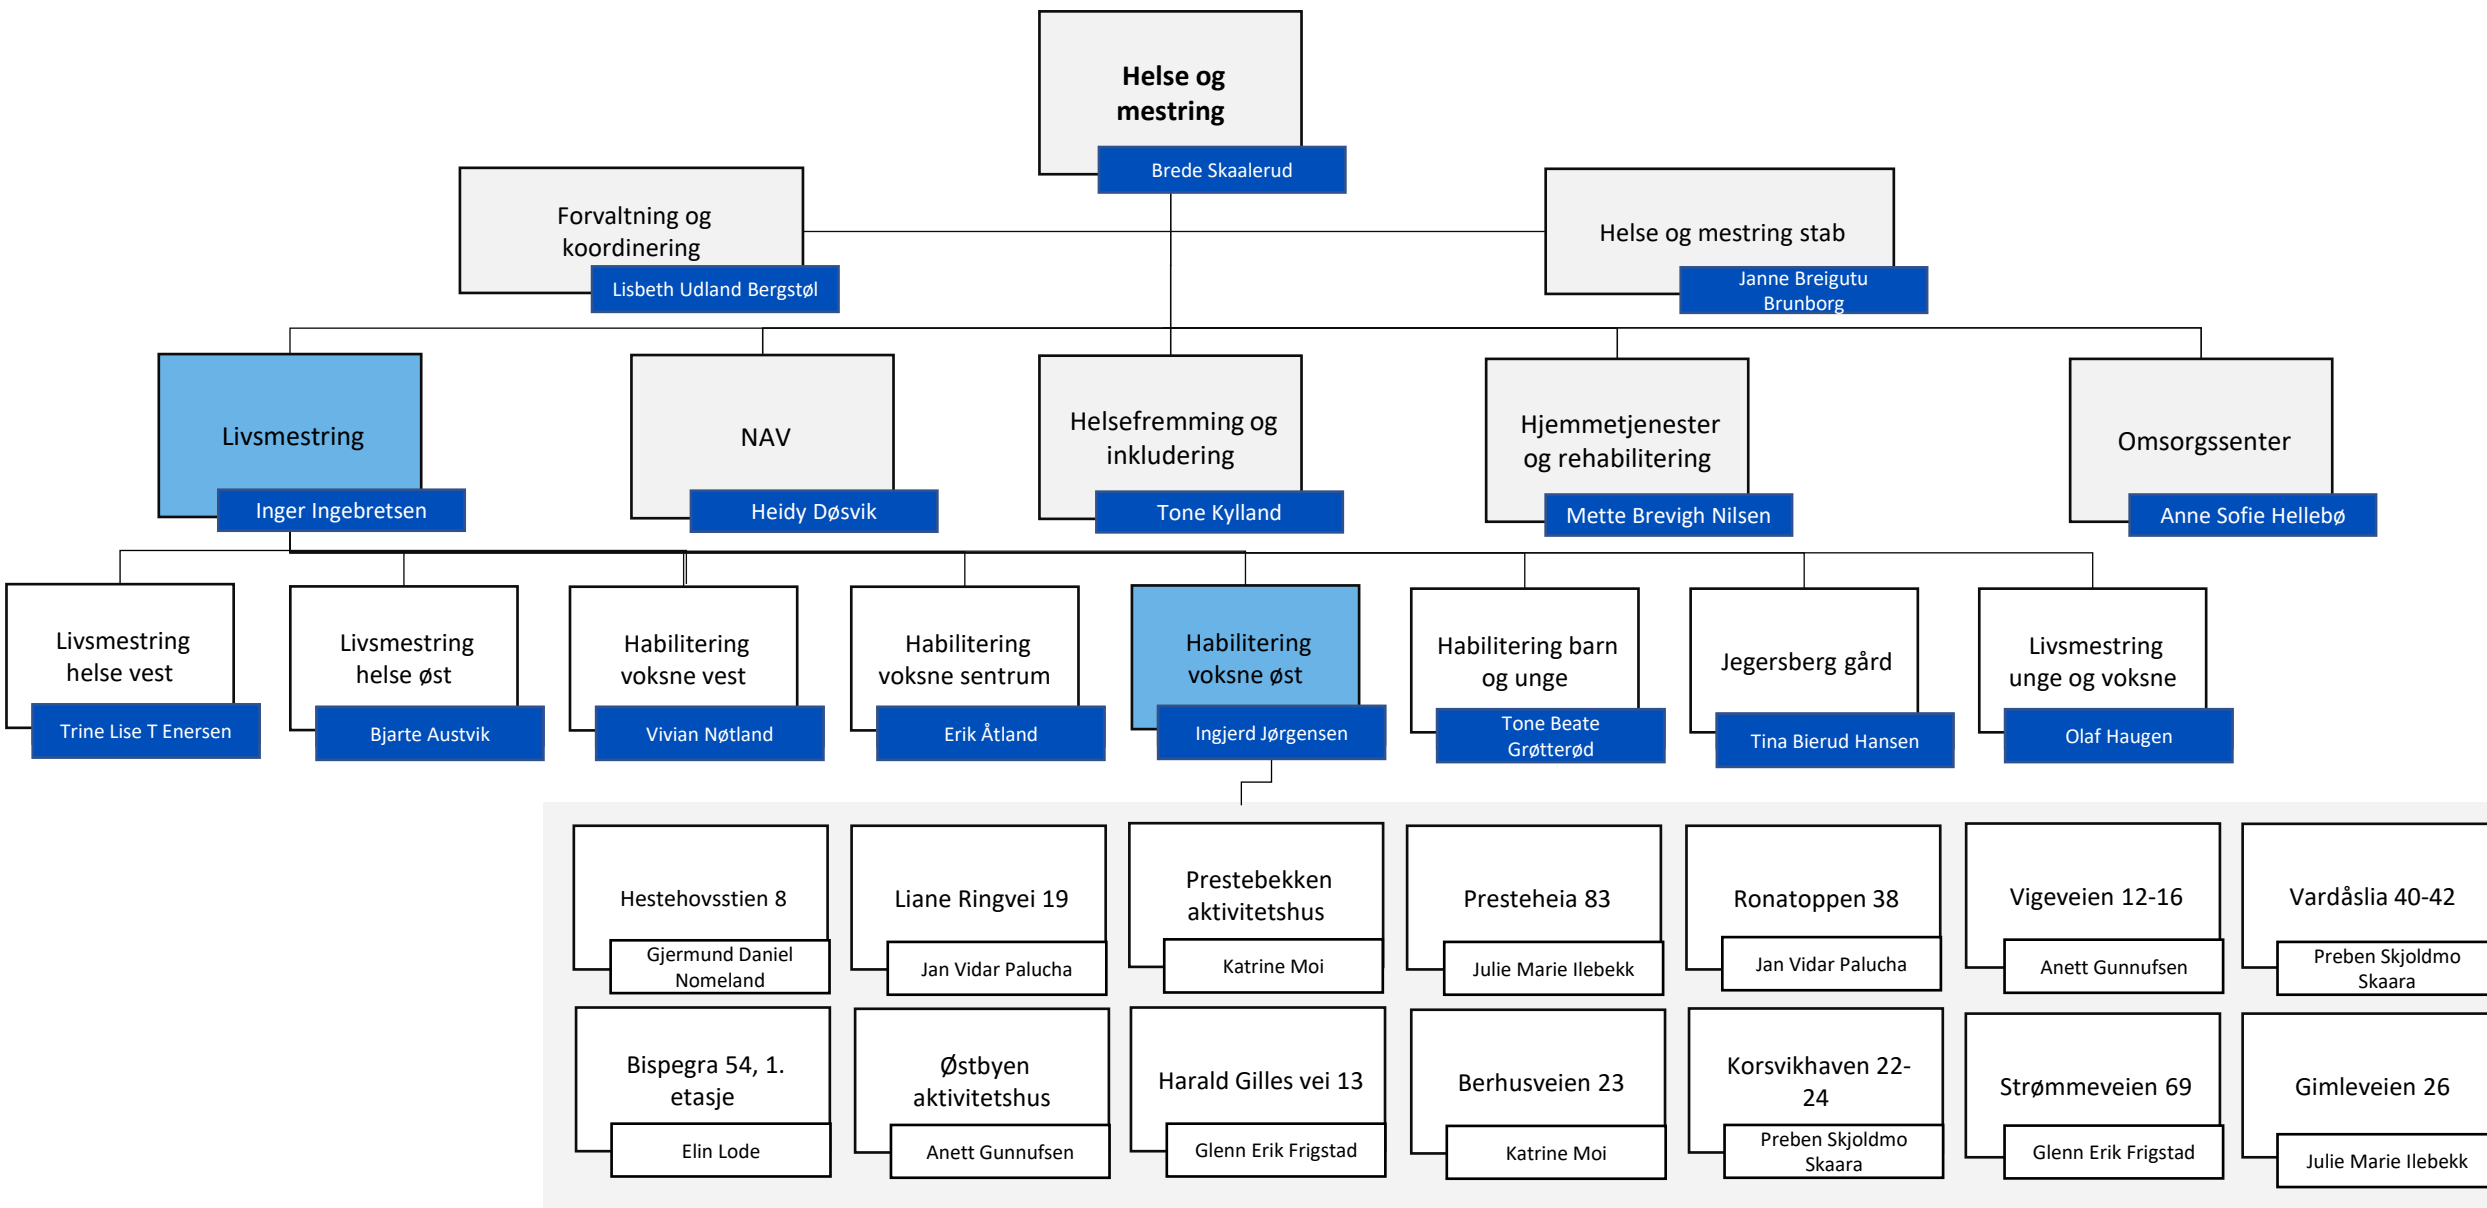 Helse og
mestring
Brede Skaalerud
Forvaltning og
koordinering
Lisbeth Udland Bergstøl
Helse og mestring stab
Janne Breigutu
Brunborg
Livsmestring
Inger Ingebretsen
NAV
Heidy Døsvik
Helsefremming og
inkludering
Tone Kylland
Hjemmetjenester
og rehabilitering
Mette Brevigh Nilsen
Omsorgssenter
Anne Sofie Hellebø
Livsmestring
helse vest
Trine Lise T Enersen
Livsmestring
helse øst
Bjarte Austvik
Habilitering
voksne vest
Vivian Nøtland
Habilitering
voksne sentrum
Erik Åtland
Habilitering
voksne øst
Ingjerd Jørgensen
Habilitering barn
og unge
Tone Beate
Grøtterød
Jegersberg gård
Tina Bierud Hansen
Livsmestring
unge og voksne
Olaf Haugen
Hestehovsstien 8
Gjermund Daniel
Nomeland
Liane Ringvei 19
Jan Vidar Palucha
Prestebekken
aktivitetshus
Katrine Moi
Presteheia 83
Julie Marie Ilebekk
Ronatoppen 38
Jan Vidar Palucha
Vigeveien 12-16
Anett Gunnufsen
Vardåslia 40-42
Preben Skjoldmo
Skaara
Bispegra 54, 1.
etasje
Elin Lode
Østbyen
aktivitetshus
Anett Gunnufsen
Harald Gilles vei 13
Glenn Erik Frigstad
Berhusveien 23
Katrine Moi
Korsvikhaven 22-
24
Preben Skjoldmo
Skaara
Strømmeveien 69
Glenn Erik Frigstad
Gimleveien 26
Julie Marie Ilebekk